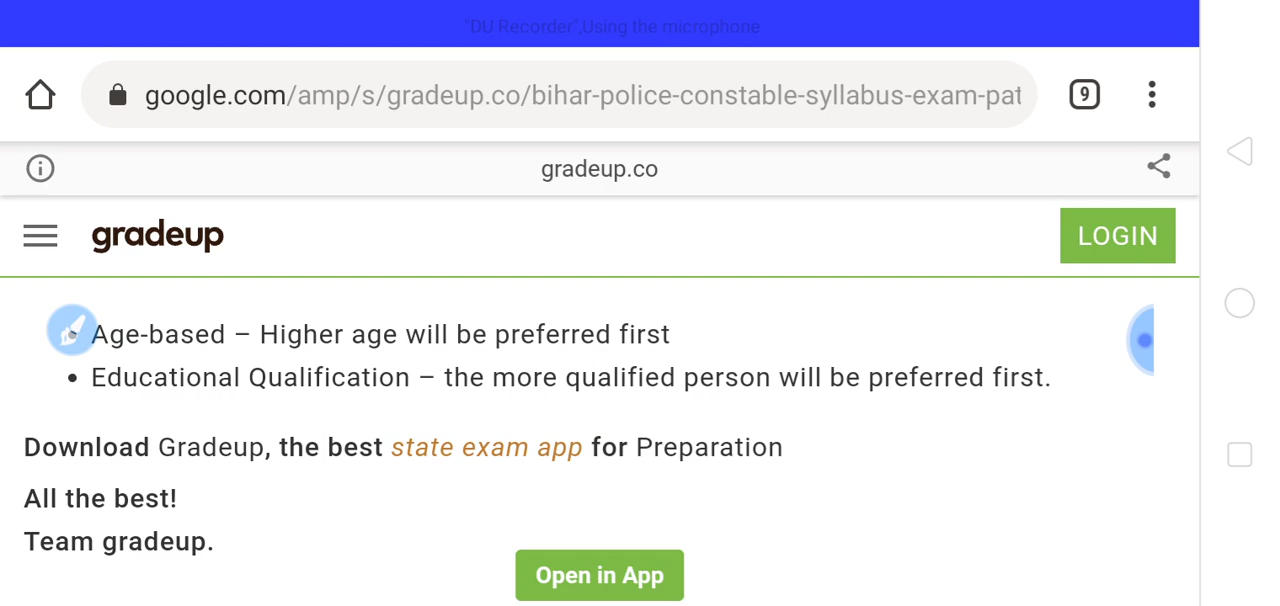 "DU Recorder",Using the microphone
google.com/amp/s/gradeup.co/bihar-police-constable-syllabus-exam-pat
9
gradeup.co
gradeup
LOGIN
Age-based – Higher age will be preferred first
• Educational Qualification – the more qualified person will be preferred first.
Download Gradeup, the best state exam app for Preparation
All the best!
Team gradeup.
Open in App